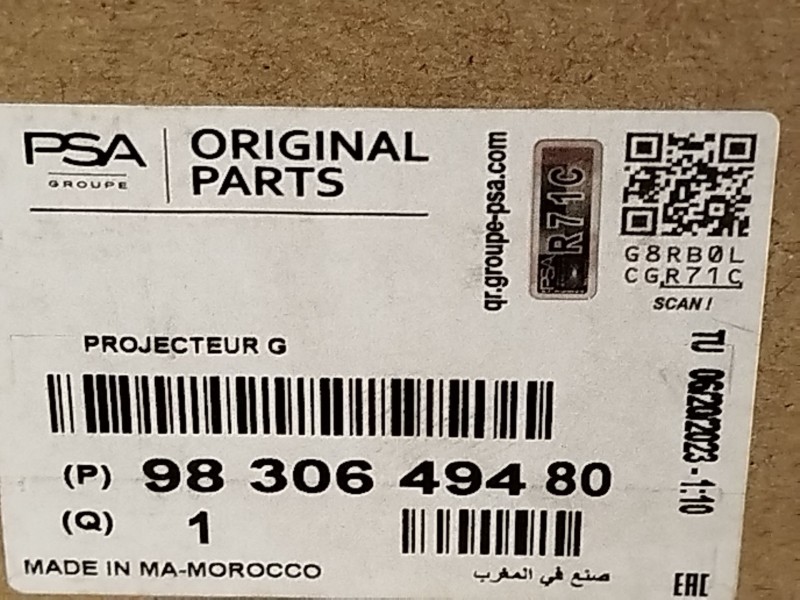 PSA
GROUPE
ORIGINAL
PARTS
qr.groupe-psa.com
PSA R71C
G8RB0L
CGR71C
SCAN !
PROJECTEUR G
TU 06/20/2023 - 1:10
(P) 98 306 494 80
(Q) 1
MADE IN MA-MOROCCO
صنع في المغرب
EAC